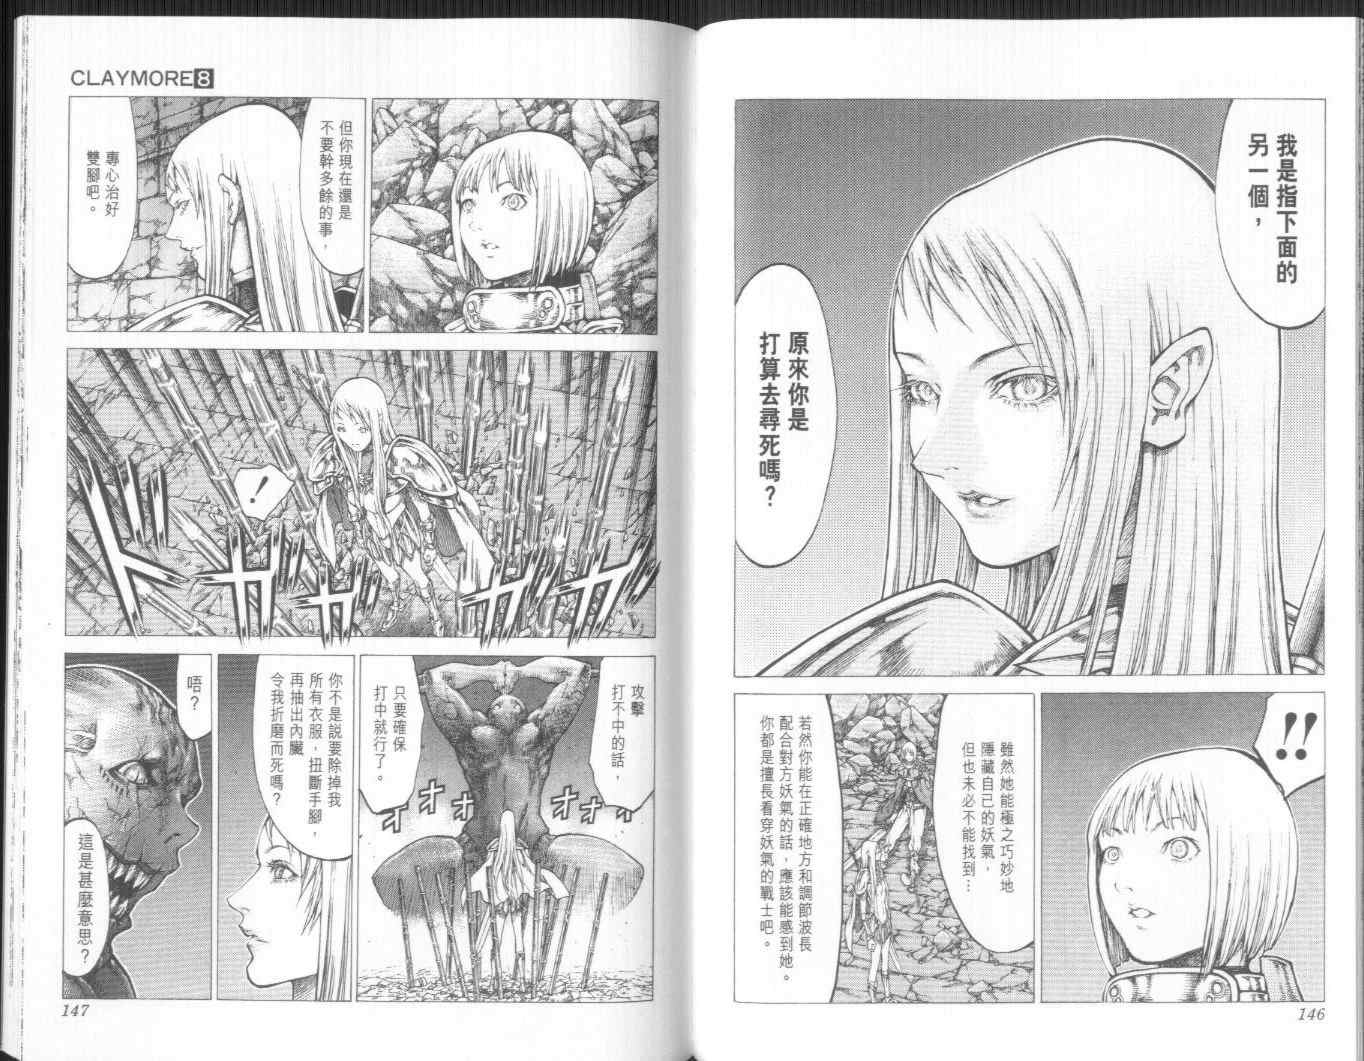 我是指下面的
另一個，
原來你是
打算去尋死嗎？
!!
雖然她能極之巧妙地
隱藏自己的妖氣，
但也未必不能找到…
若然你能在正確地方和調節波長
配合對方妖氣的話，應該能感到她。
你都是擅長看穿妖氣的戰士吧。
146
CLAYMORE 8
但你現在還是
不要幹多餘的事，
專心治好
雙腳吧。
！
ドガガガガ
攻擊
打不中的話，
只要確保
打中就行了。
オオオ
オオオ
你不是説要除掉我
所有衣服，扭斷手腳，
再抽出內臟
令我折磨而死嗎？
唔？
這是甚麼意思？
147